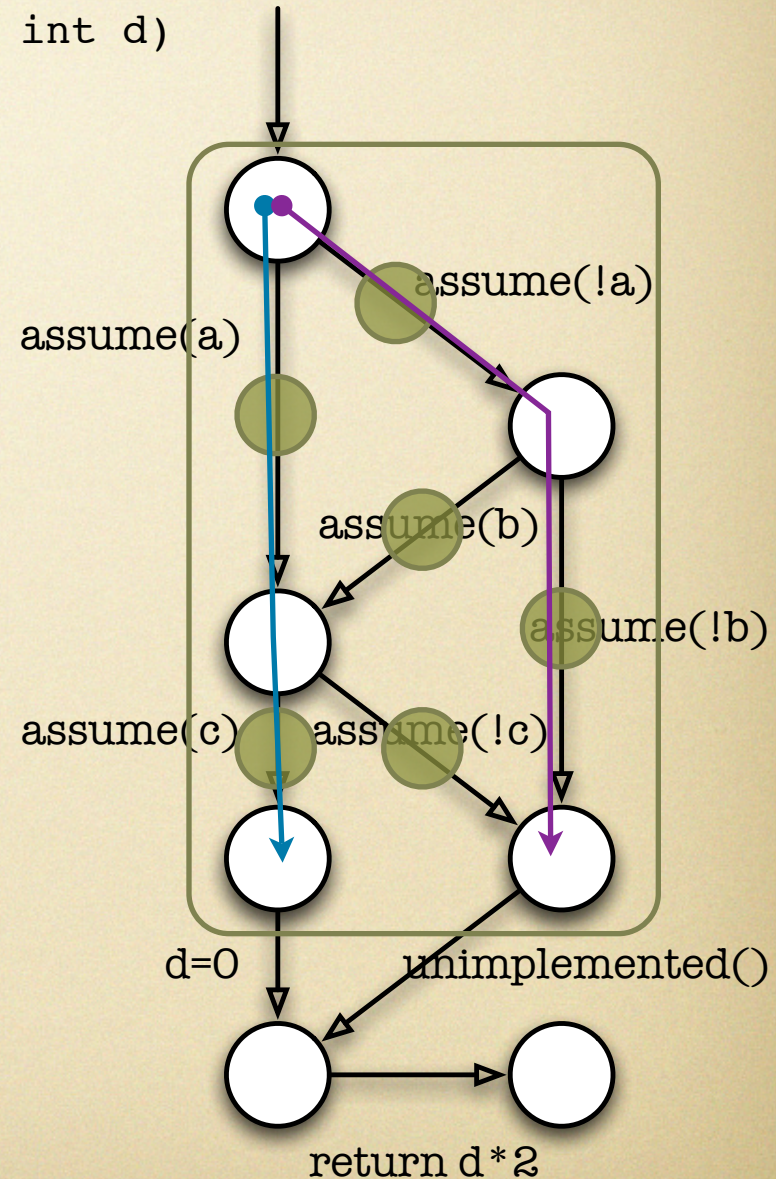 int d)
assume(!a)
assume(a)
assume(b)
assume(!b)
assume(c)
assume(!c)
d=0
unimplemented()
return d*2